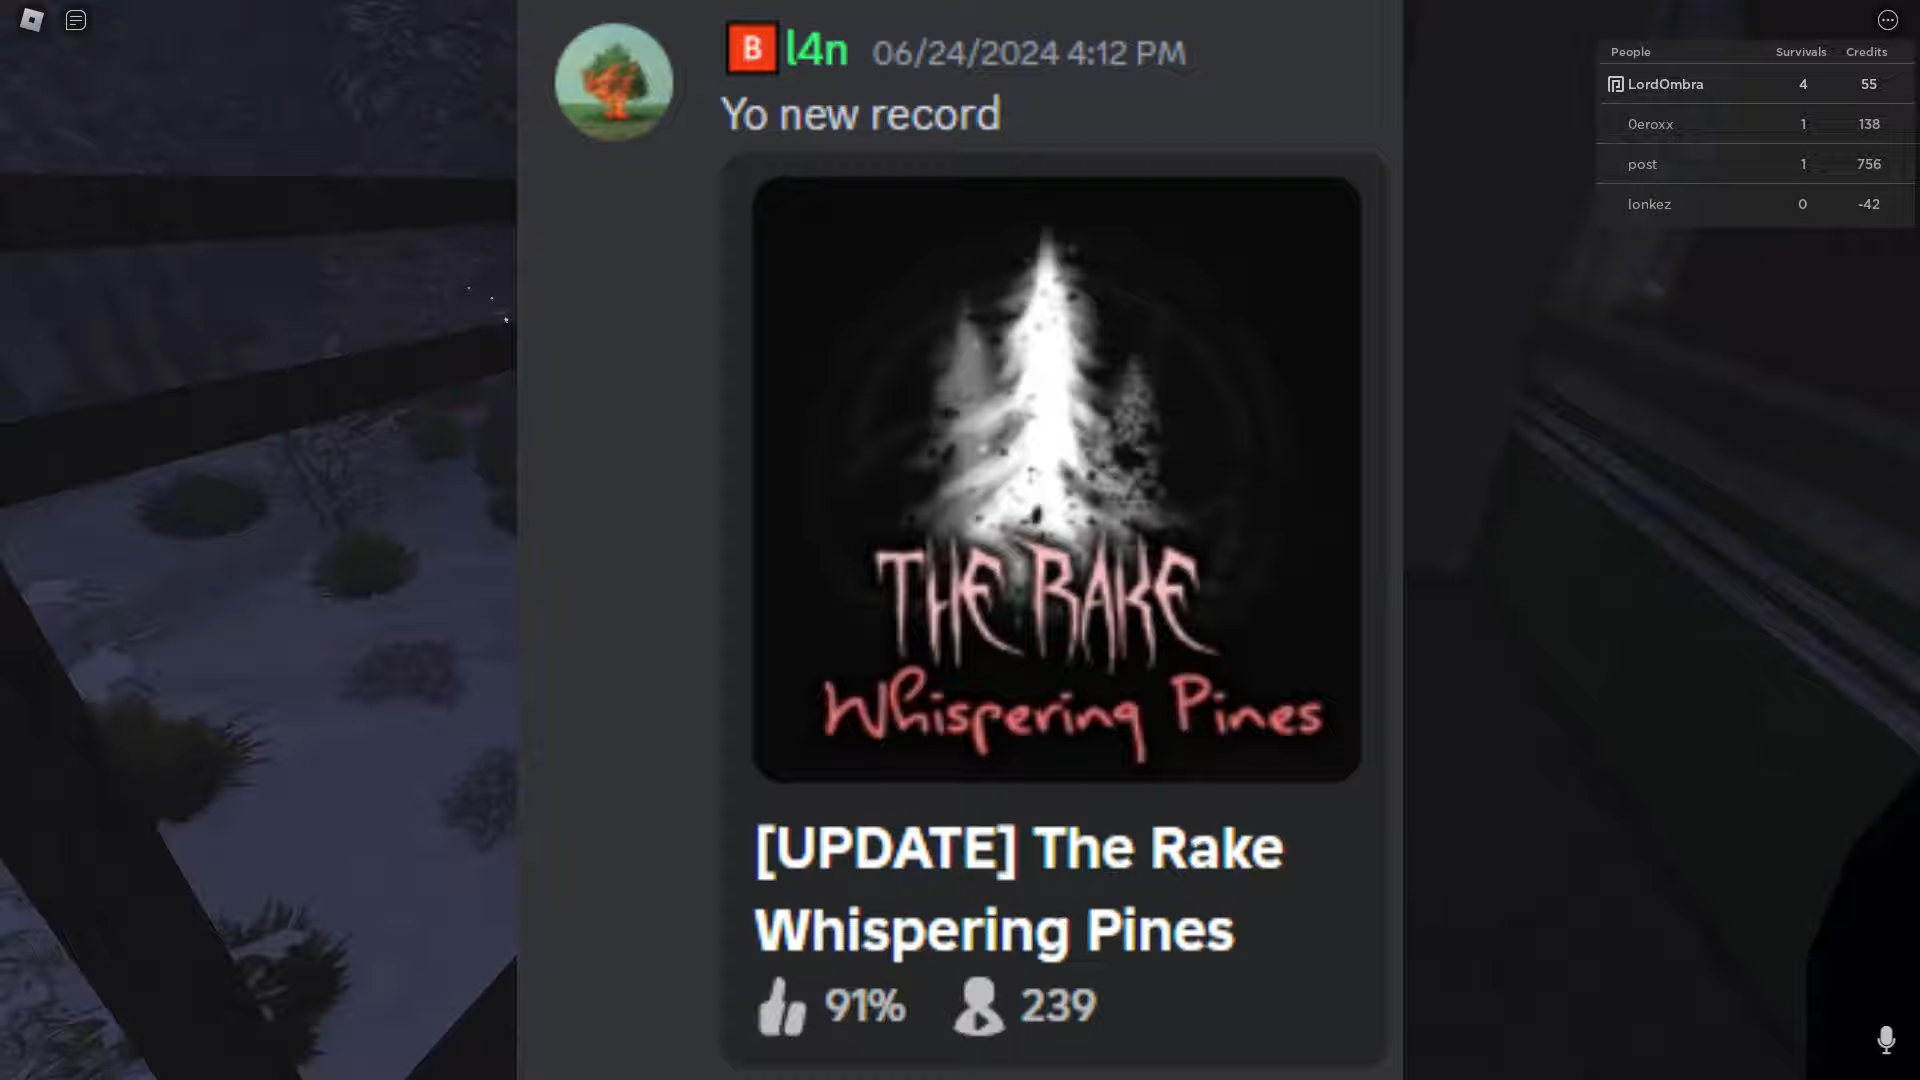 B l4n 06/24/2024 4:12 PM
Yo new record
THE RAKE
Whispering Pines
[UPDATE] The Rake
Whispering Pines
91% 239
People Survivals Credits
LordOmbra 4 55
0eroxx 1 138
post 1 756
lonkez 0 -42